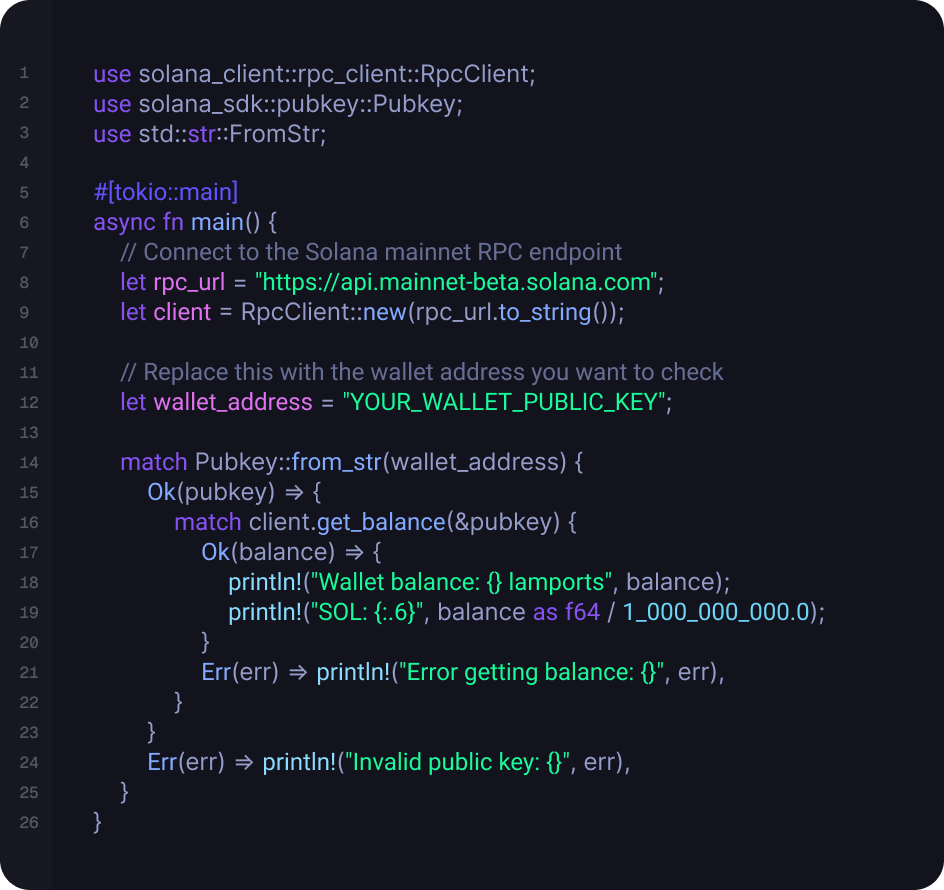 1 use solana_client::rpc_client::RpcClient;
2 use solana_sdk::pubkey::Pubkey;
3 use std::str::FromStr;
4
5 #[tokio::main]
6 async fn main() {
7 // Connect to the Solana mainnet RPC endpoint
8 let rpc_url = "https://api.mainnet-beta.solana.com";
9 let client = RpcClient::new(rpc_url.to_string());
10
11 // Replace this with the wallet address you want to check
12 let wallet_address = "YOUR_WALLET_PUBLIC_KEY";
13
14 match Pubkey::from_str(wallet_address) {
15 Ok(pubkey) => {
16 match client.get_balance(&pubkey) {
17 Ok(balance) => {
18 println!("Wallet balance: {} lamports", balance);
19 println!("SOL: {:.6}", balance as f64 / 1_000_000_000.0);
20 }
21 Err(err) => println!("Error getting balance: {}", err),
22 }
23 }
24 Err(err) => println!("Invalid public key: {}", err),
25 }
26 }